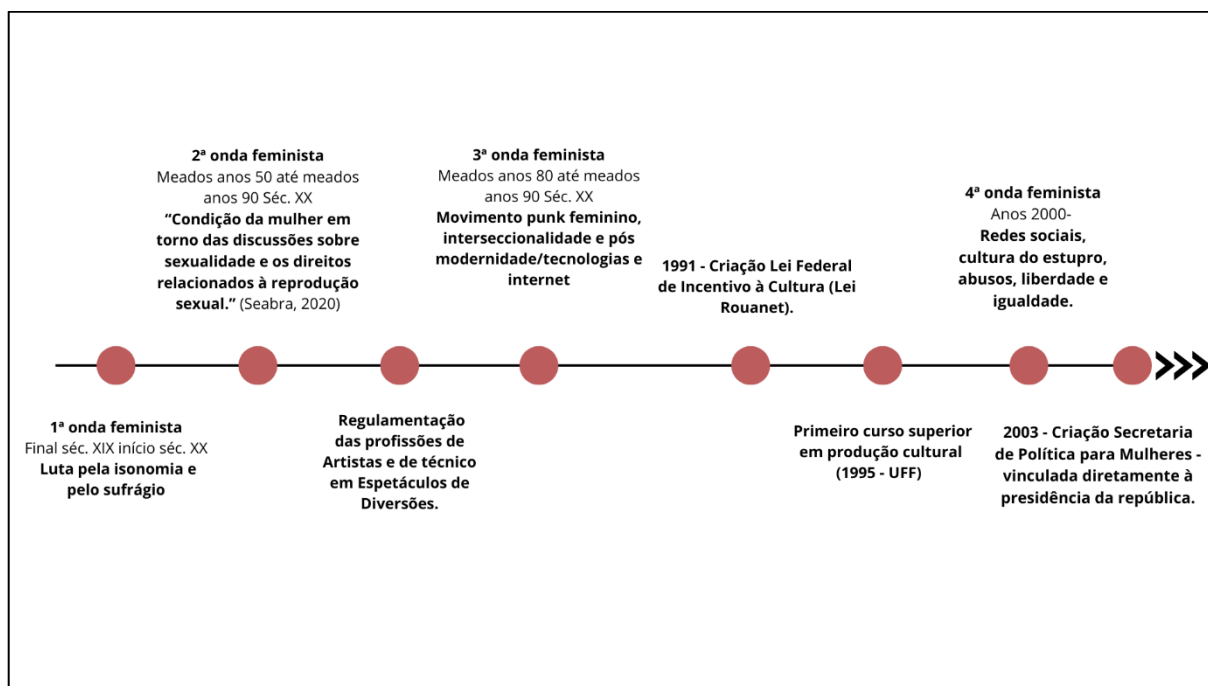 2ª onda feminista
Meados anos 50 até meados
anos 90 Séc. XX
“Condição da mulher em
torno das discussões sobre
sexualidade e os direitos
relacionados à reprodução
sexual.” (Seabra, 2020)
3ª onda feminista
Meados anos 80 até meados
anos 90 Séc. XX
Movimento punk feminino,
interseccionalidade e pós
modernidade/tecnologias e
internet
1991 - Criação Lei Federal
de Incentivo à Cultura (Lei
Rouanet).
4ª onda feminista
Anos 2000-
Redes sociais,
cultura do estupro,
abusos, liberdade e
igualdade.
1ª onda feminista
Final séc. XIX início séc. XX
Luta pela isonomia e
pelo sufrágio
Regulamentação
das profissões de
Artistas e de técnico
em Espetáculos de
Diversões.
Primeiro curso superior
em produção cultural
(1995 - UFF)
2003 - Criação Secretaria
de Política para Mulheres -
vinculada diretamente à
presidência da república.